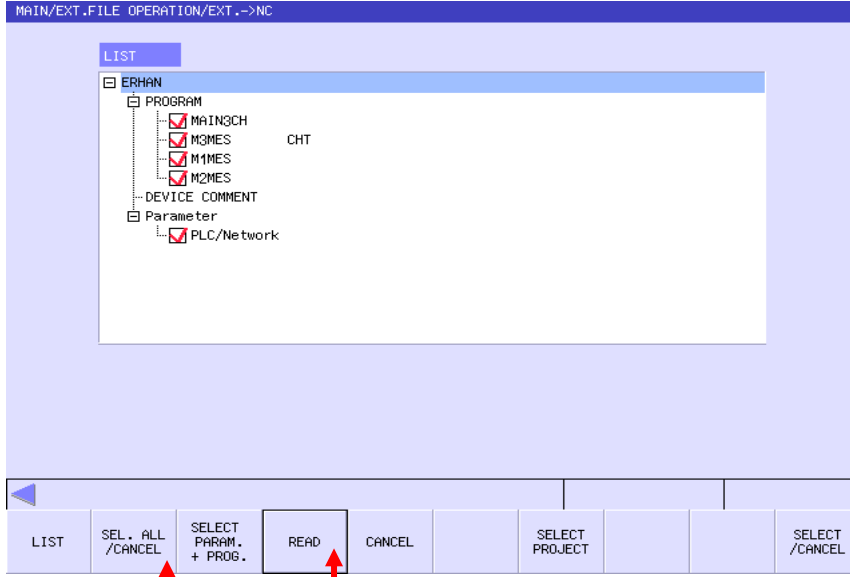 MAIN/EXT.FILE OPERATION/EXT.->NC
LIST
ERHAN
PROGRAM
MAIN3CH
M3MES CHT
M1MES
M2MES
DEVICE COMMENT
Parameter
PLC/Network
LIST
SEL. ALL
/CANCEL
SELECT
PARAM.
+ PROG.
READ
CANCEL
SELECT
PROJECT
SELECT
/CANCEL